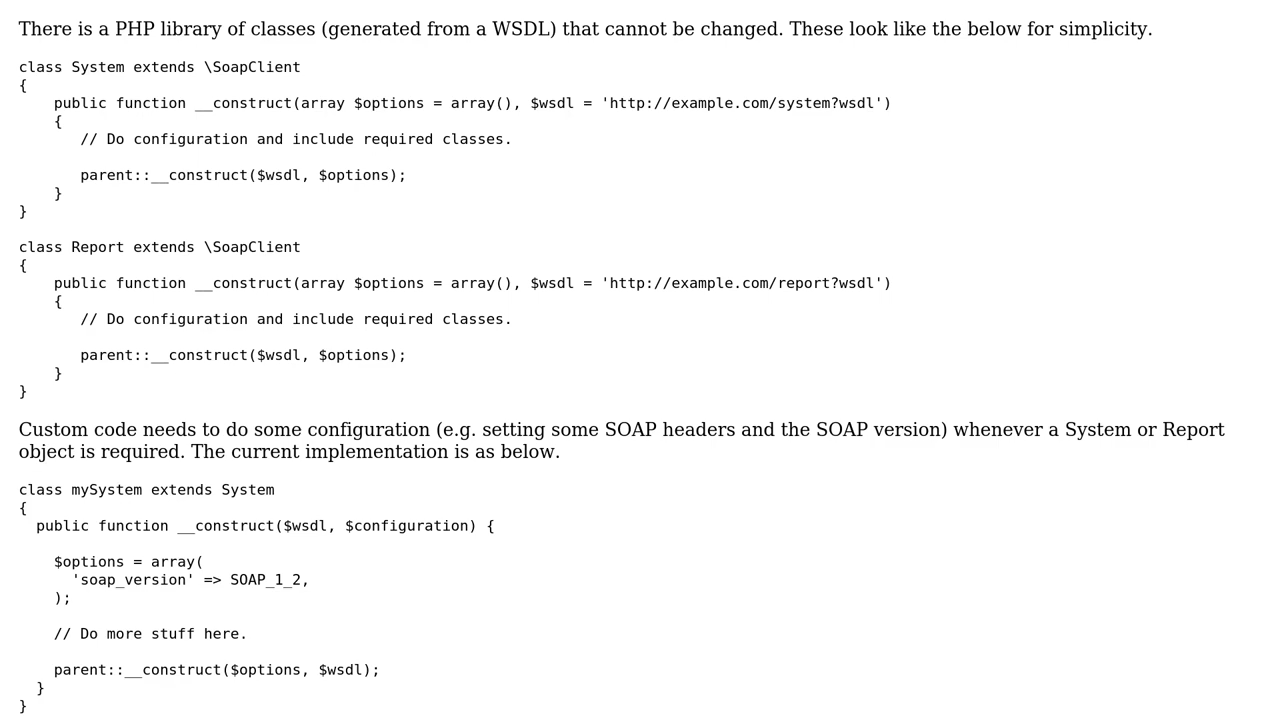 There is a PHP library of classes (generated from a WSDL) that cannot be changed. These look like the below for simplicity.
class System extends \SoapClient
{
    public function __construct(array $options = array(), $wsdl = 'http://example.com/system?wsdl')
    {
       // Do configuration and include required classes.
       parent::__construct($wsdl, $options);
    }
}
class Report extends \SoapClient
{
    public function __construct(array $options = array(), $wsdl = 'http://example.com/report?wsdl')
    {
       // Do configuration and include required classes.
       parent::__construct($wsdl, $options);
    }
}
Custom code needs to do some configuration (e.g. setting some SOAP headers and the SOAP version) whenever a System or Report
object is required. The current implementation is as below.
class mySystem extends System
{
  public function __construct($wsdl, $configuration) {
    $options = array(
      'soap_version' => SOAP_1_2,
    );
    // Do more stuff here.
    parent::__construct($options, $wsdl);
  }
}